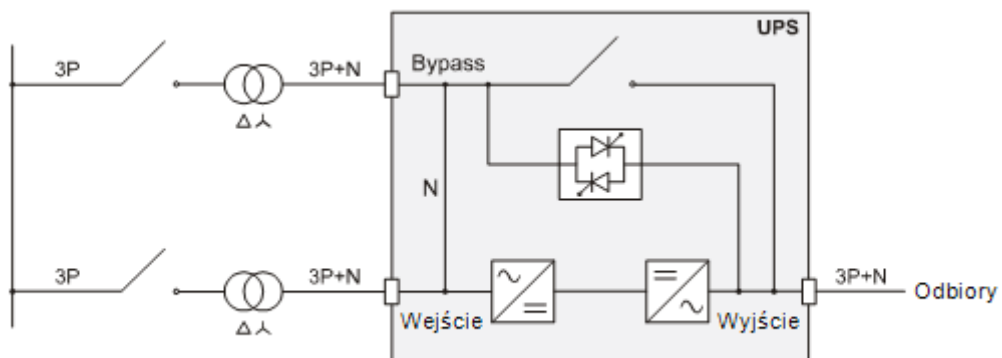 UPS
3P
3P+N
Bypass
Δ
N
3P
3P+N
3P+N
Odbiory
Wejście
Wyjście
Δ